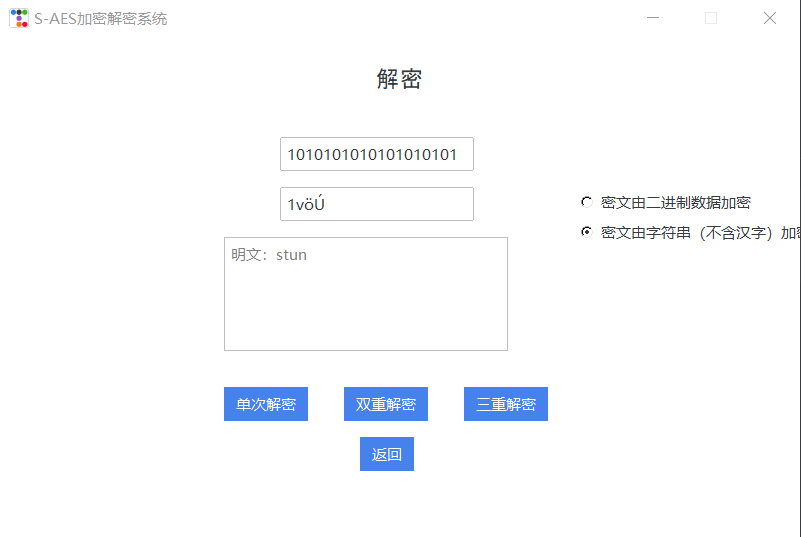 S-AES加密解密系统
解密
1010101010101010101
1vöÚ
密文由二进制数据加密
密文由字符串（不含汉字）加密
明文：stun
单次解密
双重解密
三重解密
返回